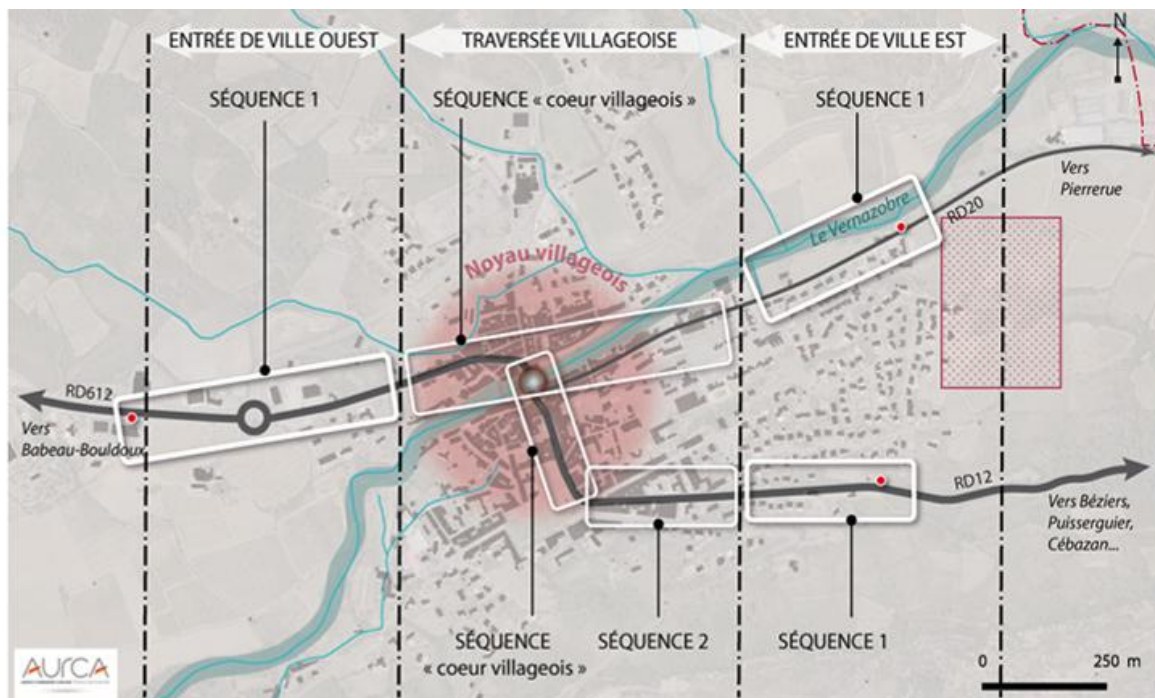 ENTRÉE DE VILLE OUEST
TRAVERSÉE VILLAGEOISE
ENTRÉE DE VILLE EST
N
SÉQUENCE 1
SÉQUENCE « coeur villageois »
SÉQUENCE 1
Vers
Pierrerue
Le Vernazobre
RD20
Noyau villageois
RD612
Vers
Babeau-Bouldoux
RD12
Vers Béziers,
Puisserguier,
Cébazan...
SÉQUENCE
« coeur villageois »
SÉQUENCE 2
SÉQUENCE 1
AURCA
0
250 m